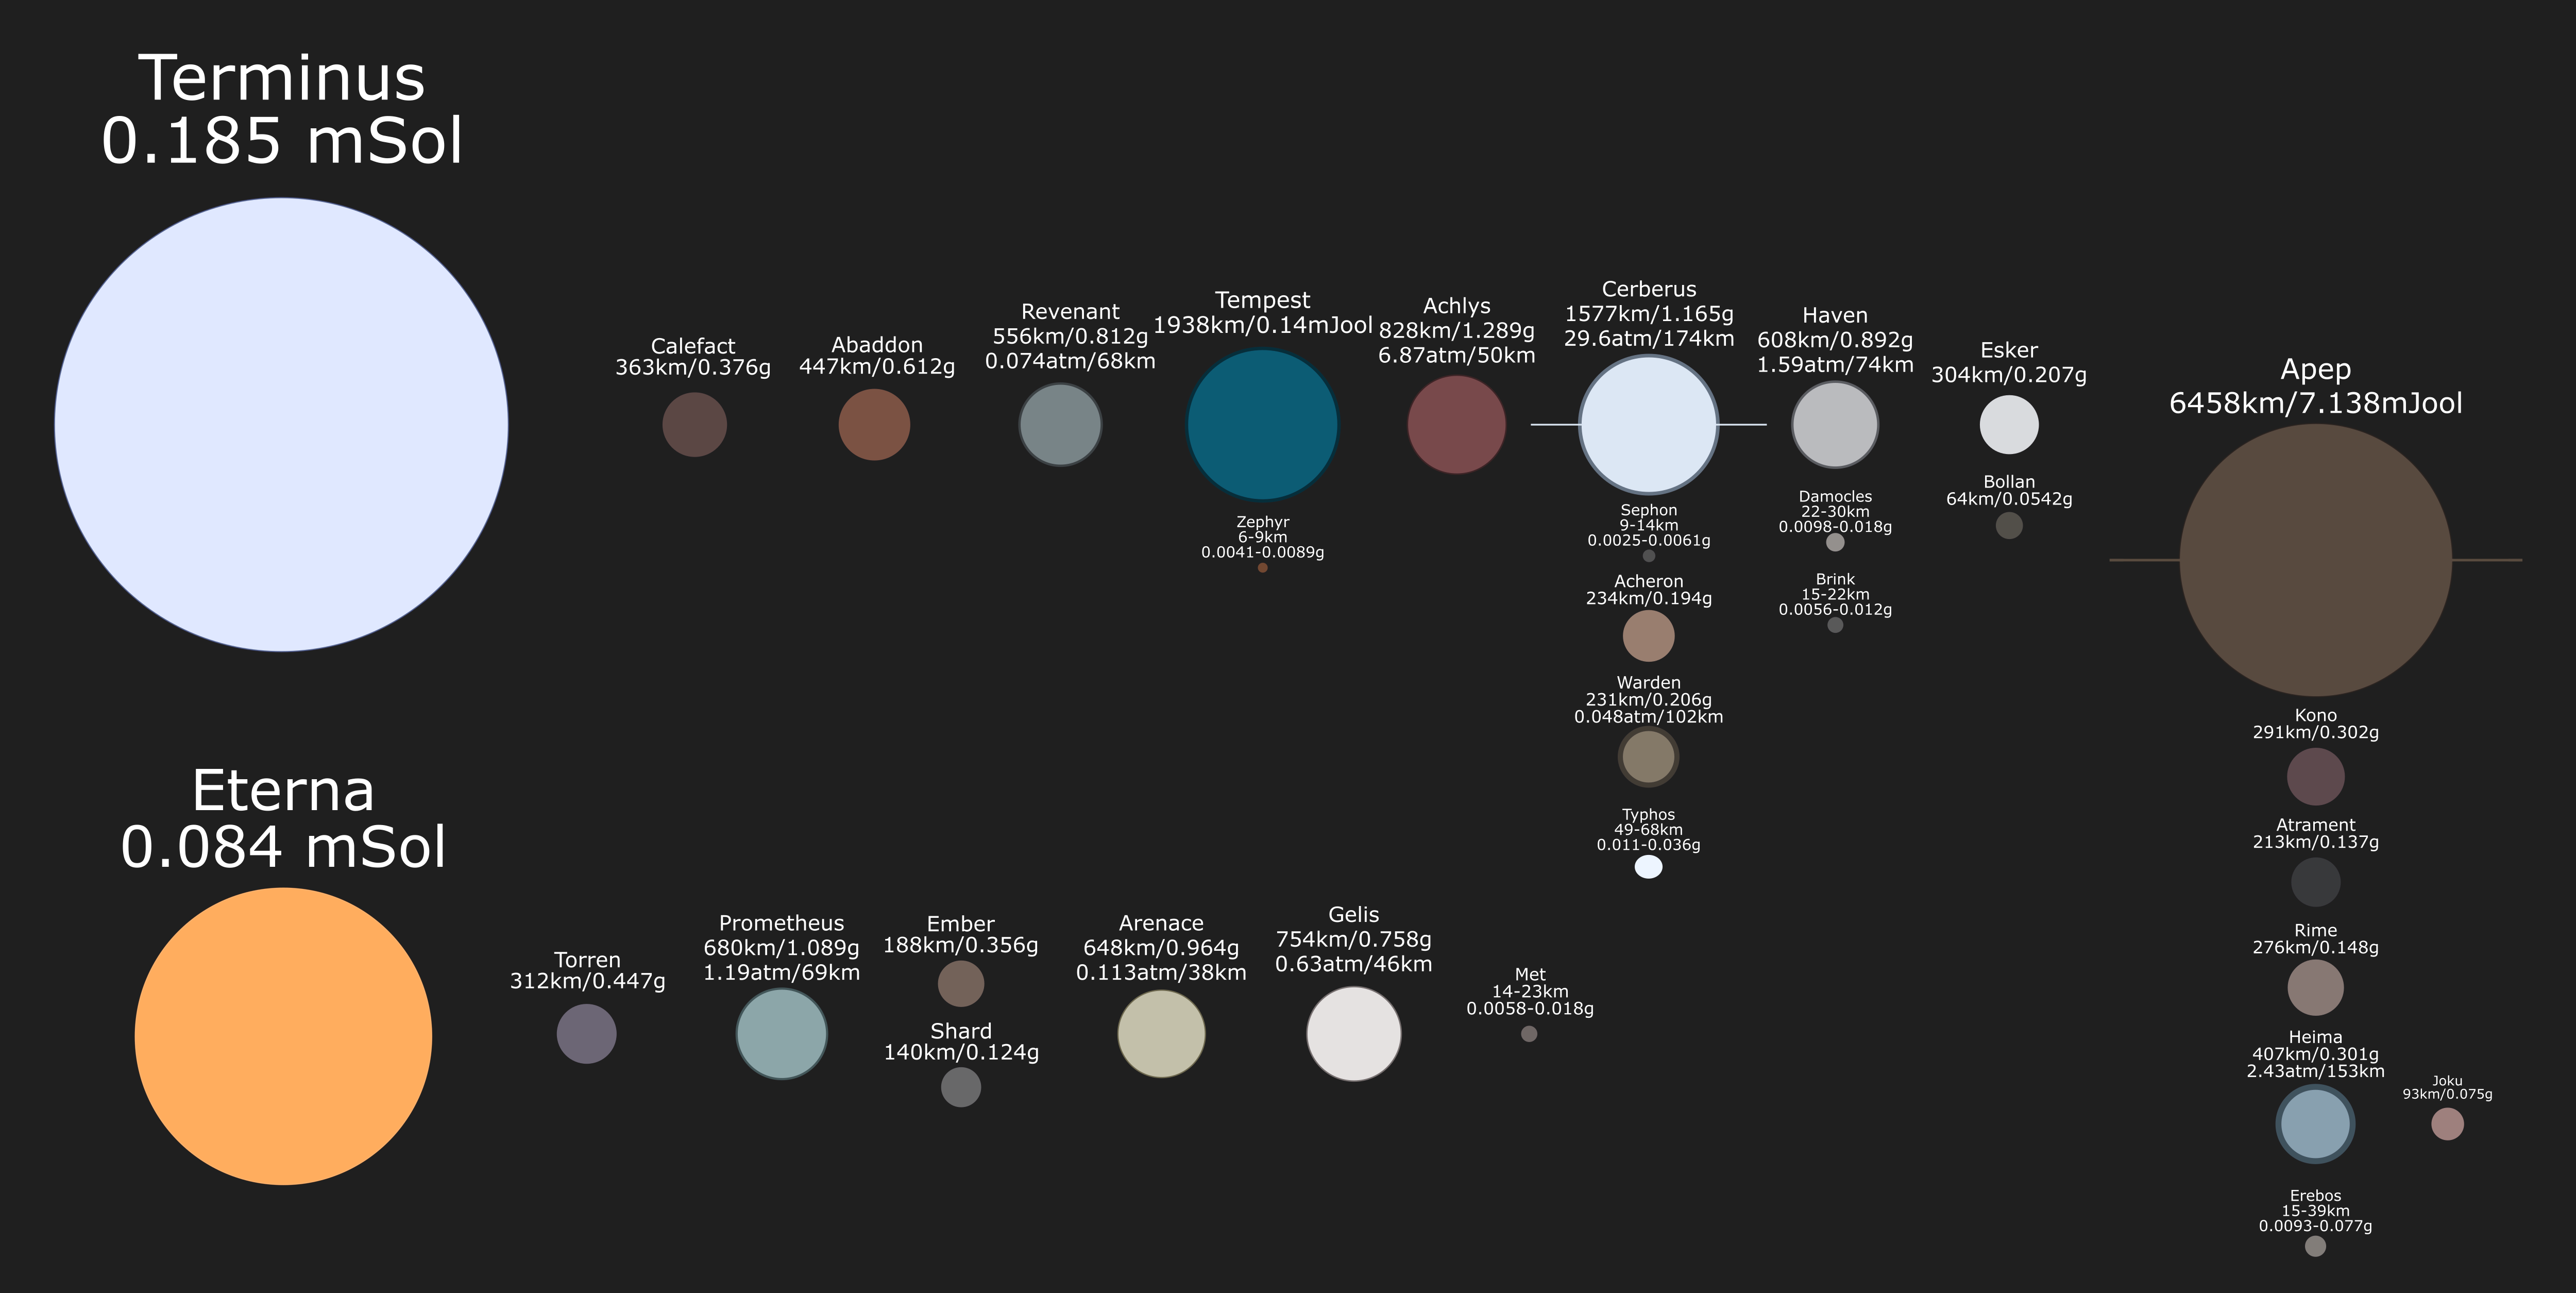 Terminus
0.185 mSol
Calefact
363km/0.376g
Abaddon
447km/0.612g
Revenant
556km/0.812g
0.074atm/68km
Tempest
1938km/0.14mJool
Zephyr
6-9km
0.0041-0.0089g
Achlys
828km/1.289g
6.87atm/50km
Cerberus
1577km/1.165g
29.6atm/174km
Sephon
9-14km
0.0025-0.0061g
Acheron
234km/0.194g
Warden
231km/0.206g
0.048atm/102km
Typhos
49-68km
0.011-0.036g
Haven
608km/0.892g
1.59atm/74km
Damocles
22-30km
0.0098-0.018g
Brink
15-22km
0.0056-0.012g
Esker
304km/0.207g
Bollan
64km/0.0542g
Apep
6458km/7.138mJool
Kono
291km/0.302g
Atrament
213km/0.137g
Rime
276km/0.148g
Heima
407km/0.301g
2.43atm/153km
Joku
93km/0.075g
Erebos
15-39km
0.0093-0.077g
Eterna
0.084 mSol
Torren
312km/0.447g
Prometheus
680km/1.089g
1.19atm/69km
Ember
188km/0.356g
Shard
140km/0.124g
Arenace
648km/0.964g
0.113atm/38km
Gelis
754km/0.758g
0.63atm/46km
Met
14-23km
0.0058-0.018g